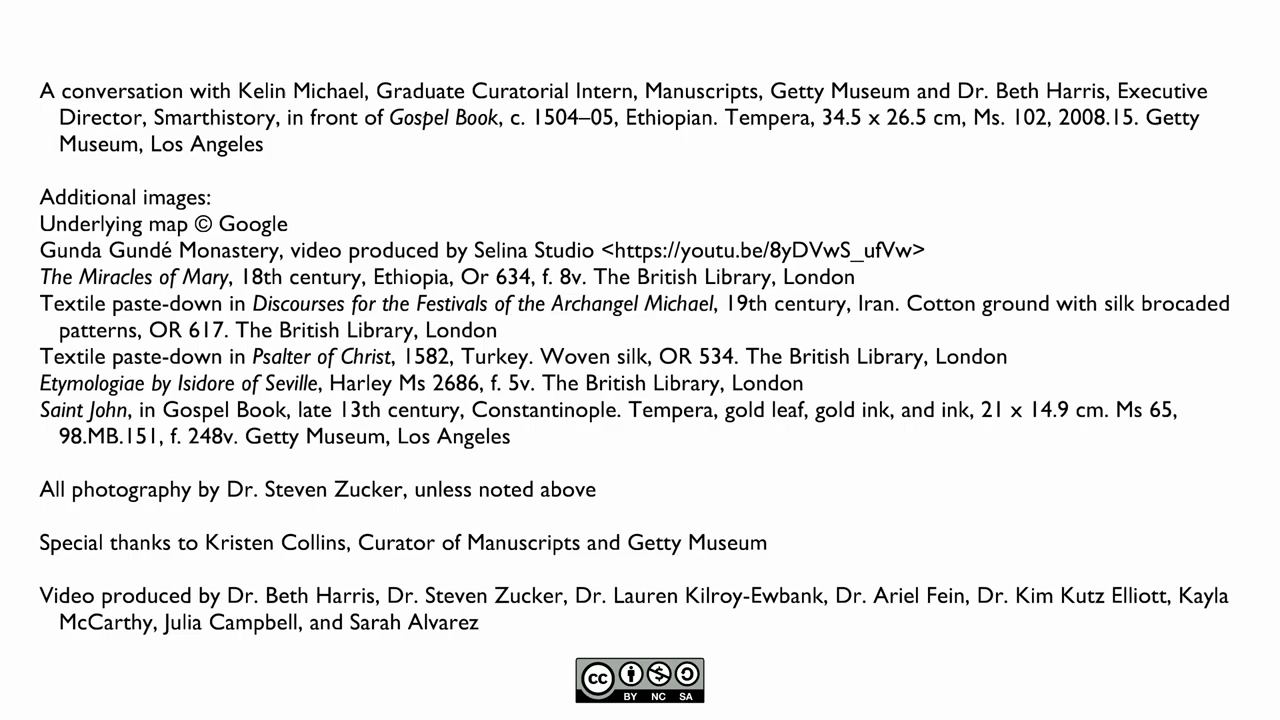 A conversation with Kelin Michael, Graduate Curatorial Intern, Manuscripts, Getty Museum and Dr. Beth Harris, Executive
Director, Smarthistory, in front of Gospel Book, c. 1504–05, Ethiopian. Tempera, 34.5 x 26.5 cm, Ms. 102, 2008.15. Getty
Museum, Los Angeles
Additional images:
Underlying map © Google
Gunda Gundé Monastery, video produced by Selina Studio <https://youtu.be/8yDVwS_ufVw>
The Miracles of Mary, 18th century, Ethiopia, Or 634, f. 8v. The British Library, London
Textile paste-down in Discourses for the Festivals of the Archangel Michael, 19th century, Iran. Cotton ground with silk brocaded
patterns, OR 617. The British Library, London
Textile paste-down in Psalter of Christ, 1582, Turkey. Woven silk, OR 534. The British Library, London
Etymologiae by Isidore of Seville, Harley Ms 2686, f. 5v. The British Library, London
Saint John, in Gospel Book, late 13th century, Constantinople. Tempera, gold leaf, gold ink, and ink, 21 x 14.9 cm. Ms 65,
98.MB.151, f. 248v. Getty Museum, Los Angeles
All photography by Dr. Steven Zucker, unless noted above
Special thanks to Kristen Collins, Curator of Manuscripts and Getty Museum
Video produced by Dr. Beth Harris, Dr. Steven Zucker, Dr. Lauren Kilroy-Ewbank, Dr. Ariel Fein, Dr. Kim Kutz Elliott, Kayla
McCarthy, Julia Campbell, and Sarah Alvarez
cc
BY NC SA